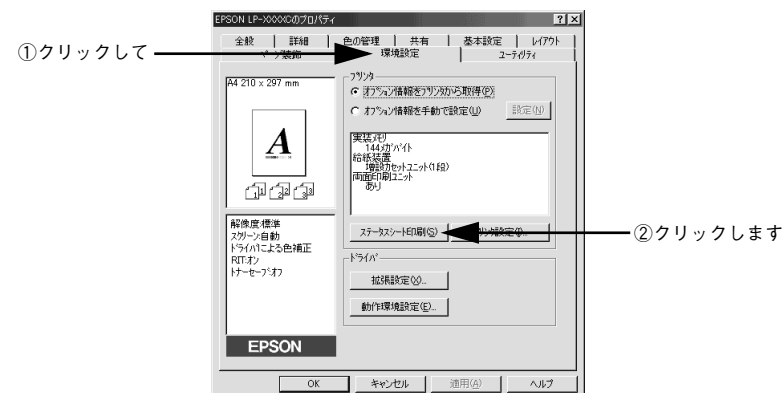 EPSON LP-XXXXCのプロパティ
全般 詳細 色の管理 共有 基本設定 レイアウト
環境設定 ユーティリティ
①クリックして
A4 210 x 297 mm
プリンタ
オプション情報をプリンタから取得(P)
オプション情報を手動で設定(U) 設定(N)
A
実装メモリ
144メガバイト
給紙装置
増設カセットユニット(1段)
両面印刷ユニット
あり
1 1 2 2 3 3
ステータスシート印刷(S)
②クリックします
解像度:標準
スクリーン:自動
ドライバによる色補正
RIT:オン
トナーセーブ:オフ
ドライバ
拡張設定(X)...
動作環境設定(E)...
EPSON
OK キャンセル 適用(A) ヘルプ